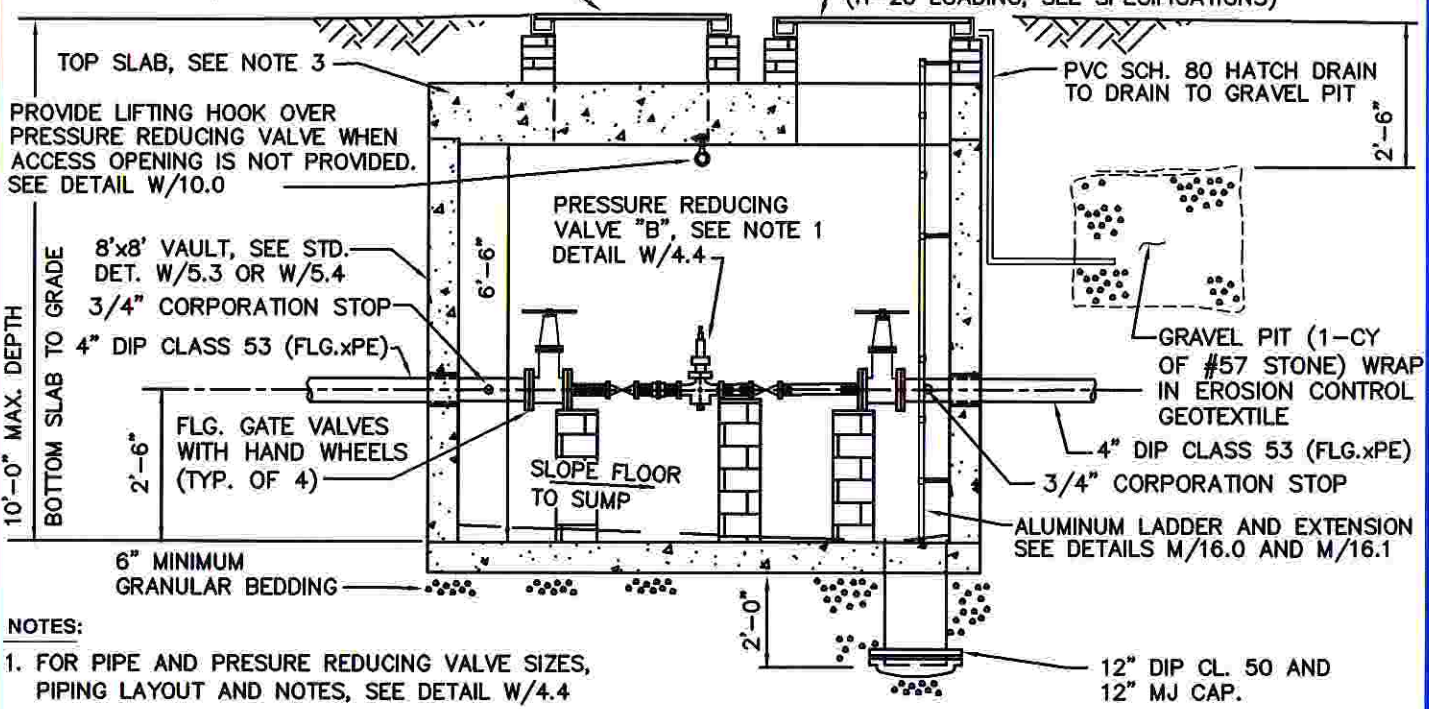 (H-20 LOADING, SEE SPECIFICATIONS)
TOP SLAB, SEE NOTE 3
PVC SCH. 80 HATCH DRAIN
TO DRAIN TO GRAVEL PIT
PROVIDE LIFTING HOOK OVER
PRESSURE REDUCING VALVE WHEN
ACCESS OPENING IS NOT PROVIDED.
SEE DETAIL W/10.0
2'-6"
PRESSURE REDUCING
VALVE "B", SEE NOTE 1
DETAIL W/4.4
8'x8' VAULT, SEE STD.
DET. W/5.3 OR W/5.4
6'-6"
3/4" CORPORATION STOP
4" DIP CLASS 53 (FLG.xPE)
10'-0" MAX. DEPTH
BOTTOM SLAB TO GRADE
GRAVEL PIT (1-CY
OF #57 STONE) WRAP
IN EROSION CONTROL
GEOTEXTILE
2'-6"
FLG. GATE VALVES
WITH HAND WHEELS
(TYP. OF 4)
SLOPE FLOOR
TO SUMP
4" DIP CLASS 53 (FLG.xPE)
3/4" CORPORATION STOP
ALUMINUM LADDER AND EXTENSION
SEE DETAILS M/16.0 AND M/16.1
6" MINIMUM
GRANULAR BEDDING
2'-0"
NOTES:
1. FOR PIPE AND PRESURE REDUCING VALVE SIZES,
PIPING LAYOUT AND NOTES, SEE DETAIL W/4.4
12" DIP CL. 50 AND
12" MJ CAP.